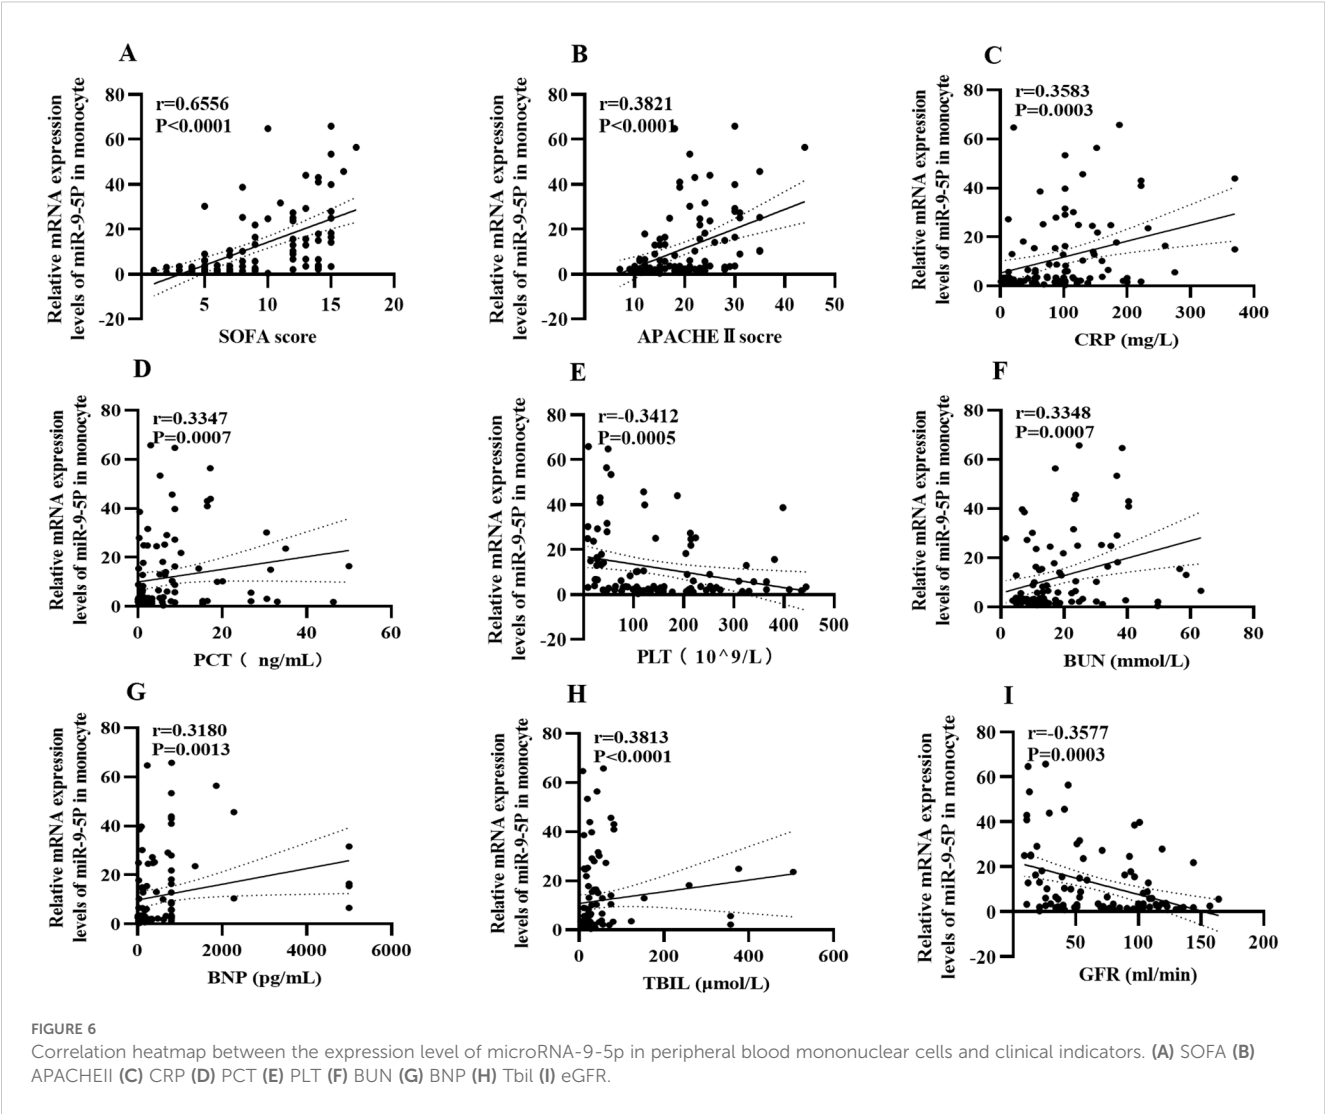 A
Relative mRNA expression
levels of miR-9-5P in monocyte
r=0.6556
P<0.0001
80
60
40
20
0
-20
5
10
15
20
SOFA score
B
Relative mRNA expression
levels of miR-9-5P in monocyte
r=0.3821
P<0.0001
80
60
40
20
0
-20
10
20
30
40
50
APACHE Ⅱ socre
C
Relative mRNA expression
levels of miR-9-5P in monocyte
r=0.3583
P=0.0003
80
60
40
20
0
0
100
200
300
400
CRP (mg/L)
D
Relative mRNA expression
levels of miR-9-5P in monocyte
r=0.3347
P=0.0007
80
60
40
20
0
0
20
40
60
PCT（ ng/mL）
E
Relative mRNA expression
levels of miR-9-5P in monocyte
r=-0.3412
P=0.0005
80
60
40
20
0
-20
100
200
300
400
500
PLT（ 10^9/L）
F
Relative mRNA expression
levels of miR-9-5P in monocyte
r=0.3348
P=0.0007
80
60
40
20
0
0
20
40
60
80
BUN (mmol/L)
G
Relative mRNA expression
levels of miR-9-5P in monocyte
r=0.3180
P=0.0013
80
60
40
20
0
0
2000
4000
6000
BNP (pg/mL)
H
Relative mRNA expression
levels of miR-9-5P in monocyte
r=0.3813
P<0.0001
80
60
40
20
0
0
200
400
600
TBIL (μmol/L)
I
Relative mRNA expression
levels of miR-9-5P in monocyte
r=-0.3577
P=0.0003
80
60
40
20
0
-20
50
100
150
200
GFR (ml/min)
FIGURE 6
Correlation heatmap between the expression level of microRNA-9-5p in peripheral blood mononuclear cells and clinical indicators. (A) SOFA (B)
APACHEII (C) CRP (D) PCT (E) PLT (F) BUN (G) BNP (H) Tbil (I) eGFR.